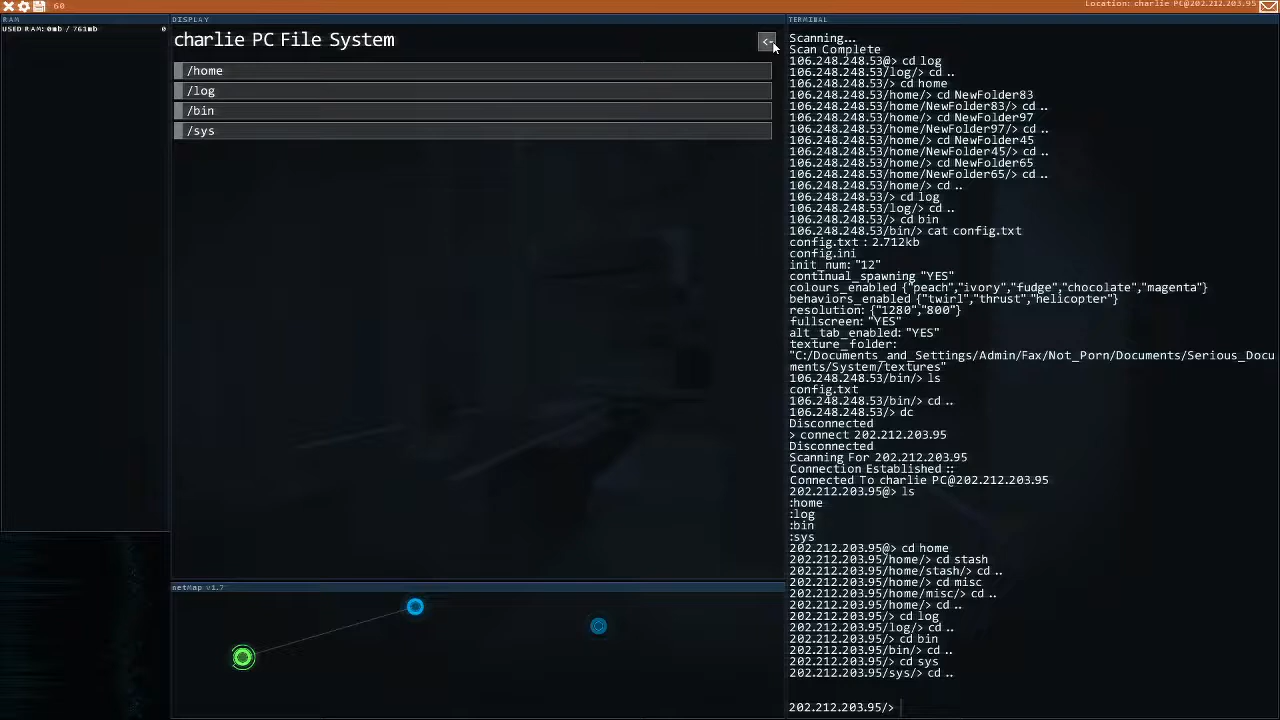 60
Location: charlie PC@202.212.203.95
RAM
USED RAM: 0mb / 761mb
0
DISPLAY
charlie PC File System
<-
/home
/log
/bin
/sys
netMap v1.7
TERMINAL
Scanning...
Scan Complete
106.248.248.53@> cd log
106.248.248.53/log/> cd ..
106.248.248.53/> cd home
106.248.248.53/home/> cd NewFolder83
106.248.248.53/home/NewFolder83/> cd ..
106.248.248.53/home/> cd NewFolder97
106.248.248.53/home/NewFolder97/> cd ..
106.248.248.53/home/> cd NewFolder45
106.248.248.53/home/NewFolder45/> cd ..
106.248.248.53/home/> cd NewFolder65
106.248.248.53/home/NewFolder65/> cd ..
106.248.248.53/home/> cd ..
106.248.248.53/> cd log
106.248.248.53/log/> cd ..
106.248.248.53/> cd bin
106.248.248.53/bin/> cat config.txt
config.txt : 2.712kb
config.ini
init_num: "12"
continual_spawning "YES"
colours_enabled {"peach","ivory","fudge","chocolate","magenta"}
behaviors_enabled {"twirl","thrust","helicopter"}
resolution: {"1280","800"}
fullscreen: "YES"
alt_tab_enabled: "YES"
texture_folder:
"C:/Documents_and_Settings/Admin/Fax/Not_Porn/Documents/Serious_Docu
ments/System/textures"
106.248.248.53/bin/> ls
config.txt
106.248.248.53/bin/> cd ..
106.248.248.53/> dc
Disconnected
> connect 202.212.203.95
Disconnected
Scanning For 202.212.203.95
Connection Established ::
Connected To charlie PC@202.212.203.95
202.212.203.95@> ls
:home
:log
:bin
:sys
202.212.203.95@> cd home
202.212.203.95/home/> cd stash
202.212.203.95/home/stash/> cd ..
202.212.203.95/home/> cd misc
202.212.203.95/home/misc/> cd ..
202.212.203.95/home/> cd ..
202.212.203.95/> cd log
202.212.203.95/log/> cd ..
202.212.203.95/> cd bin
202.212.203.95/bin/> cd ..
202.212.203.95/> cd sys
202.212.203.95/sys/> cd ..
202.212.203.95/>